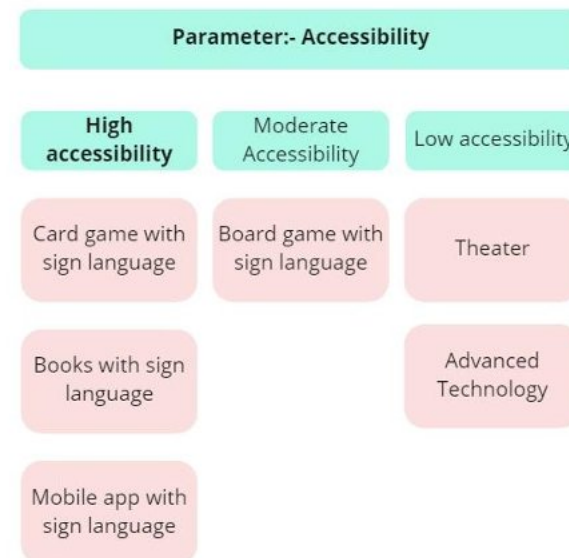 Parameter:- Accessibility
High
accessibility
Moderate
Accessibility
Low accessibility
Card game with
sign language
Board game with
sign language
Theater
Books with sign
language
Advanced
Technology
Mobile app with
sign language